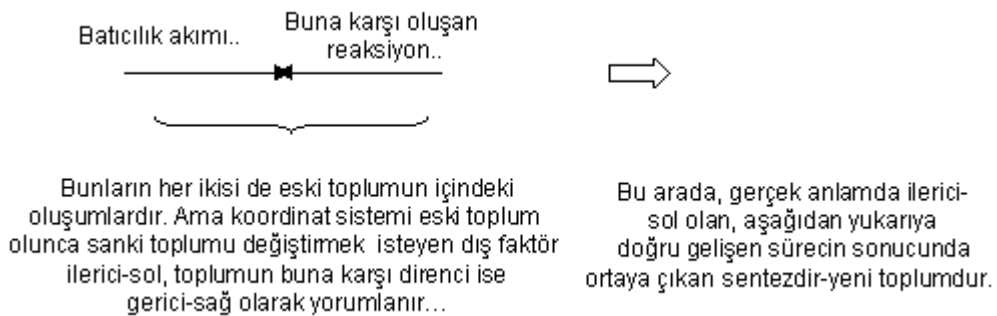 Batıcılık akımı..
Buna karşı oluşan
reaksiyon..
Bunların her ikisi de eski toplumun içindeki
oluşumlardır. Ama koordinat sistemi eski toplum
olunca sanki toplumu değiştirmek isteyen dış faktör
ilerici-sol, toplumun buna karşı direnci ise
gerici-sağ olarak yorumlanır...
Bu arada, gerçek anlamda ilerici-
sol olan, aşağıdan yukarıya
doğru gelişen sürecin sonucunda
ortaya çıkan sentezdir-yeni toplumdur.